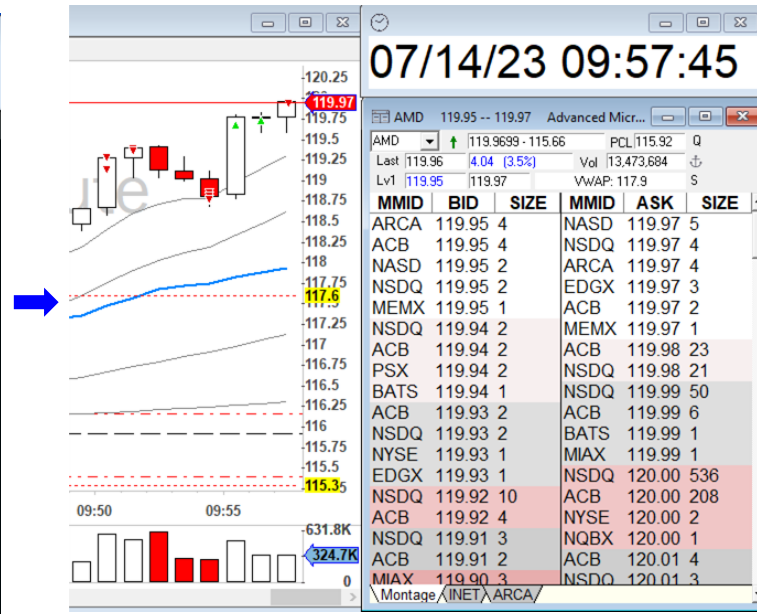 07/14/23 09:57:45
120.25
119.97
119.75
119.5
119.25
119
118.75
118.5
118.25
118
117.75
117.6
117.25
117
116.75
116.5
116.25
116
115.75
115.5
115.35
09:50 09:55
631.8K
324.7K
0
AMD 119.95 -- 119.97 Advanced Micr...
AMD 119.9699 - 115.66 PCL 115.92 Q
Last 119.96 4.04 (3.5%) Vol 13,473,684
Lv1 119.95 119.97 VWAP: 117.9 S
MMID BID SIZE MMID ASK SIZE
ARCA 119.95 4 NASD 119.97 5
ACB 119.95 4 NSDQ 119.97 4
NASD 119.95 2 ARCA 119.97 4
NSDQ 119.95 2 EDGX 119.97 3
MEMX 119.95 1 ACB 119.97 2
NSDQ 119.94 2 MEMX 119.97 1
ACB 119.94 2 ACB 119.98 23
PSX 119.94 2 NSDQ 119.98 21
BATS 119.94 1 NSDQ 119.99 50
ACB 119.93 2 ACB 119.99 6
NSDQ 119.93 2 BATS 119.99 1
NYSE 119.93 1 MIAX 119.99 1
EDGX 119.93 1 NSDQ 120.00 536
NSDQ 119.92 10 ACB 120.00 208
ACB 119.92 4 NYSE 120.00 2
NSDQ 119.91 3 NQBX 120.00 1
ACB 119.91 2 ACB 120.01 4
MIAX 119.90 3 NSDQ 120.01 3
Montage INET ARCA